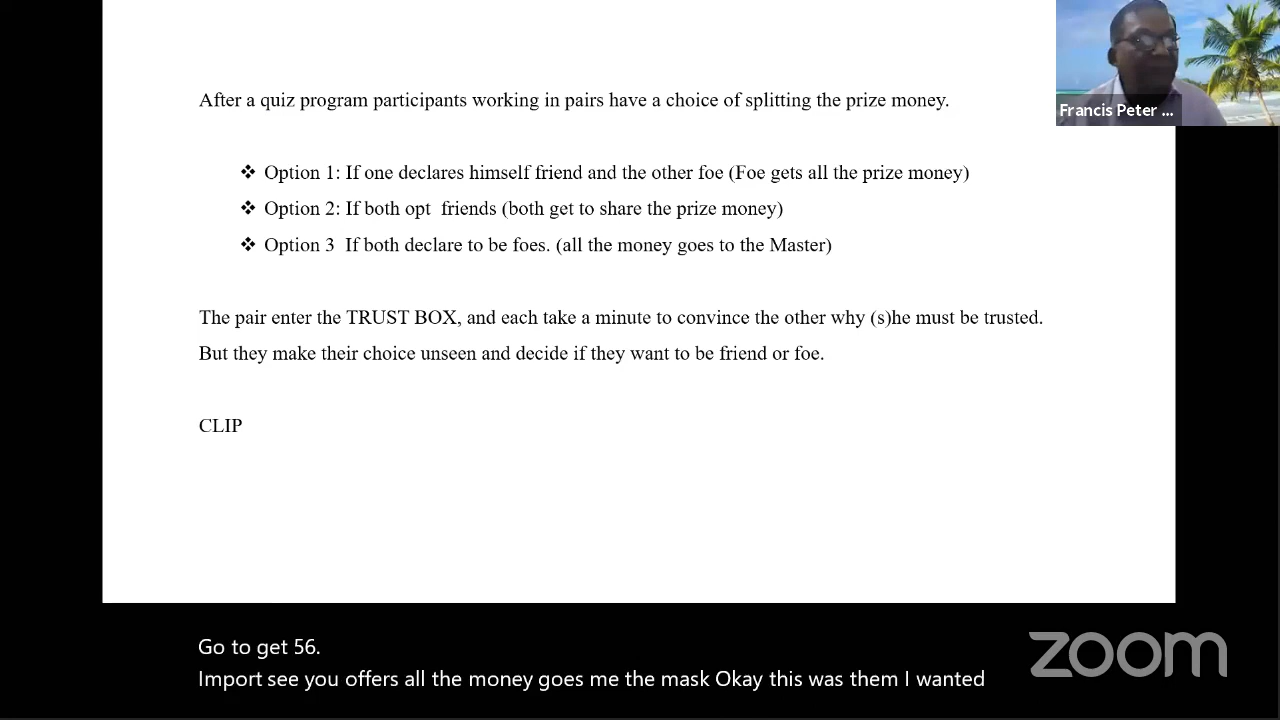 After a quiz program participants working in pairs have a choice of splitting the prize money.
Francis Peter ...
❖ Option 1: If one declares himself friend and the other foe (Foe gets all the prize money)
❖ Option 2: If both opt  friends (both get to share the prize money)
❖ Option 3  If both declare to be foes. (all the money goes to the Master)
The pair enter the TRUST BOX, and each take a minute to convince the other why (s)he must be trusted.
But they make their choice unseen and decide if they want to be friend or foe.
CLIP
Go to get 56.
Import see you offers all the money goes me the mask Okay this was them I wanted
zoom